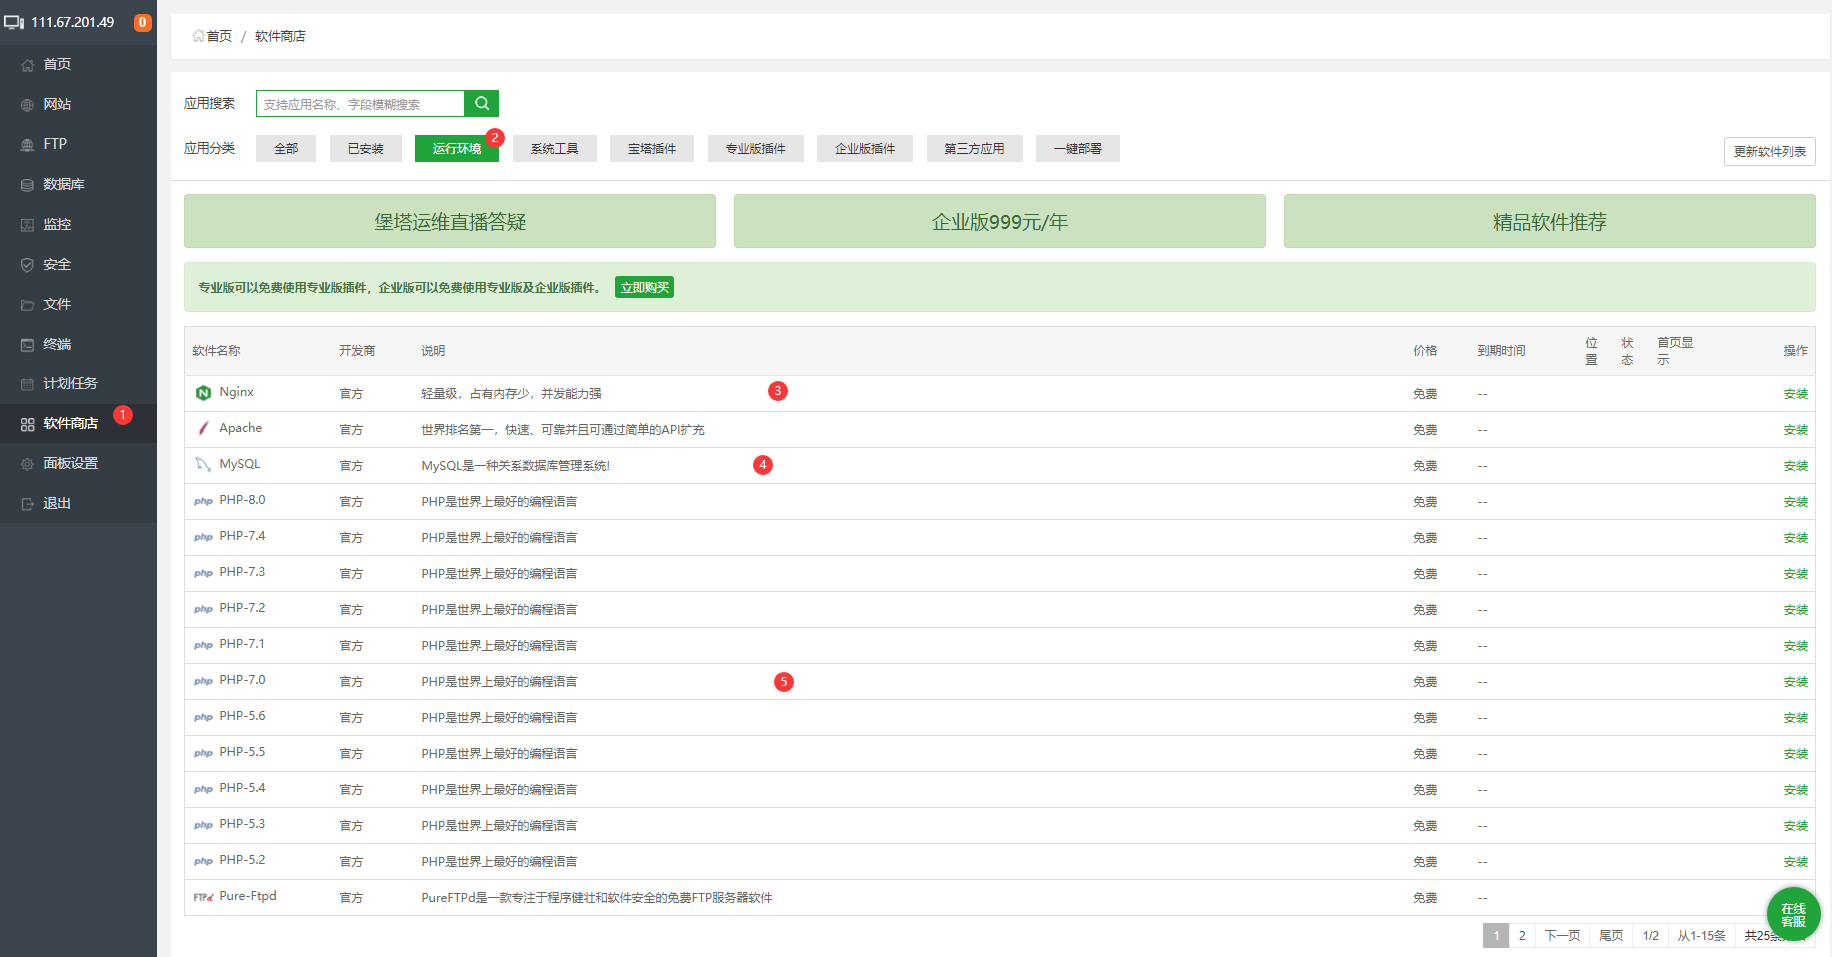 111.67.201.49 0
首页
网站
FTP
数据库
监控
安全
文件
终端
计划任务
软件商店 1
面板设置
退出
首页 / 软件商店
应用搜索 支持应用名称、字段模糊搜索
应用分类 全部 已安装 运行环境 2 系统工具 宝塔插件 专业版插件 企业版插件 第三方应用 一键部署 更新软件列表
堡塔运维直播答疑 企业版999元/年 精品软件推荐
专业版可以免费使用专业版插件，企业版可以免费使用专业版及企业版插件。 立即购买
软件名称 开发商 说明 价格 到期时间 位置 状态 首页显示 操作
Nginx 官方 轻量级，占有内存少，并发能力强 3 免费 -- 安装
Apache 官方 世界排名第一，快速、可靠并且可通过简单的API扩充 免费 -- 安装
MySQL 官方 MySQL是一种关系数据库管理系统! 4 免费 -- 安装
php PHP-8.0 官方 PHP是世界上最好的编程语言 免费 -- 安装
php PHP-7.4 官方 PHP是世界上最好的编程语言 免费 -- 安装
php PHP-7.3 官方 PHP是世界上最好的编程语言 免费 -- 安装
php PHP-7.2 官方 PHP是世界上最好的编程语言 免费 -- 安装
php PHP-7.1 官方 PHP是世界上最好的编程语言 免费 -- 安装
php PHP-7.0 官方 PHP是世界上最好的编程语言 5 免费 -- 安装
php PHP-5.6 官方 PHP是世界上最好的编程语言 免费 -- 安装
php PHP-5.5 官方 PHP是世界上最好的编程语言 免费 -- 安装
php PHP-5.4 官方 PHP是世界上最好的编程语言 免费 -- 安装
php PHP-5.3 官方 PHP是世界上最好的编程语言 免费 -- 安装
php PHP-5.2 官方 PHP是世界上最好的编程语言 免费 -- 安装
FTPd Pure-Ftpd 官方 PureFTPd是一款专注于程序健壮和软件安全的免费FTP服务器软件 免费 --
在线
客服
1 2 下一页 尾页 1/2 从1-15条 共25条